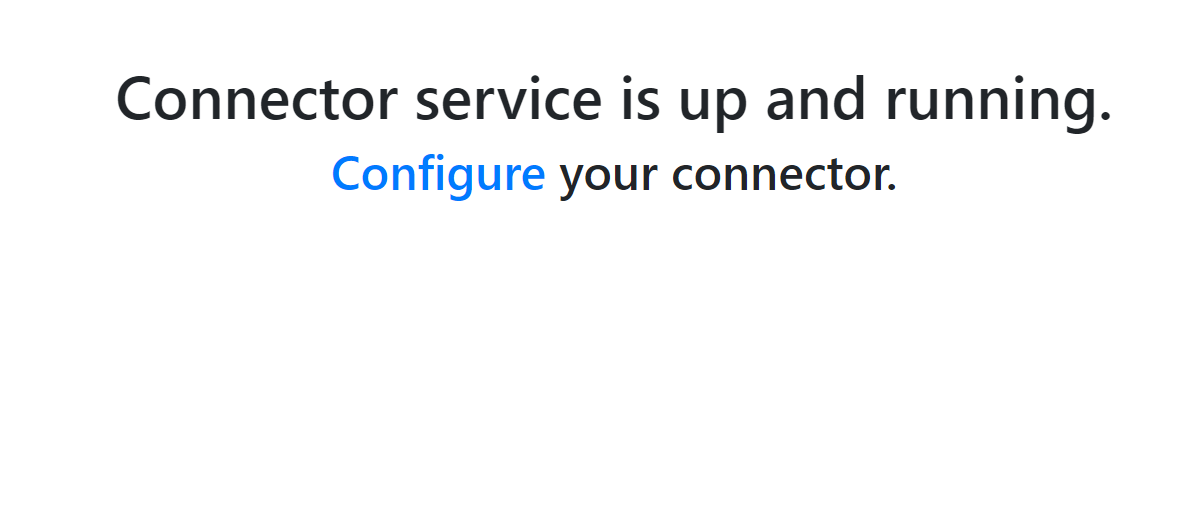 Connector service is up and running.
Configure your connector.